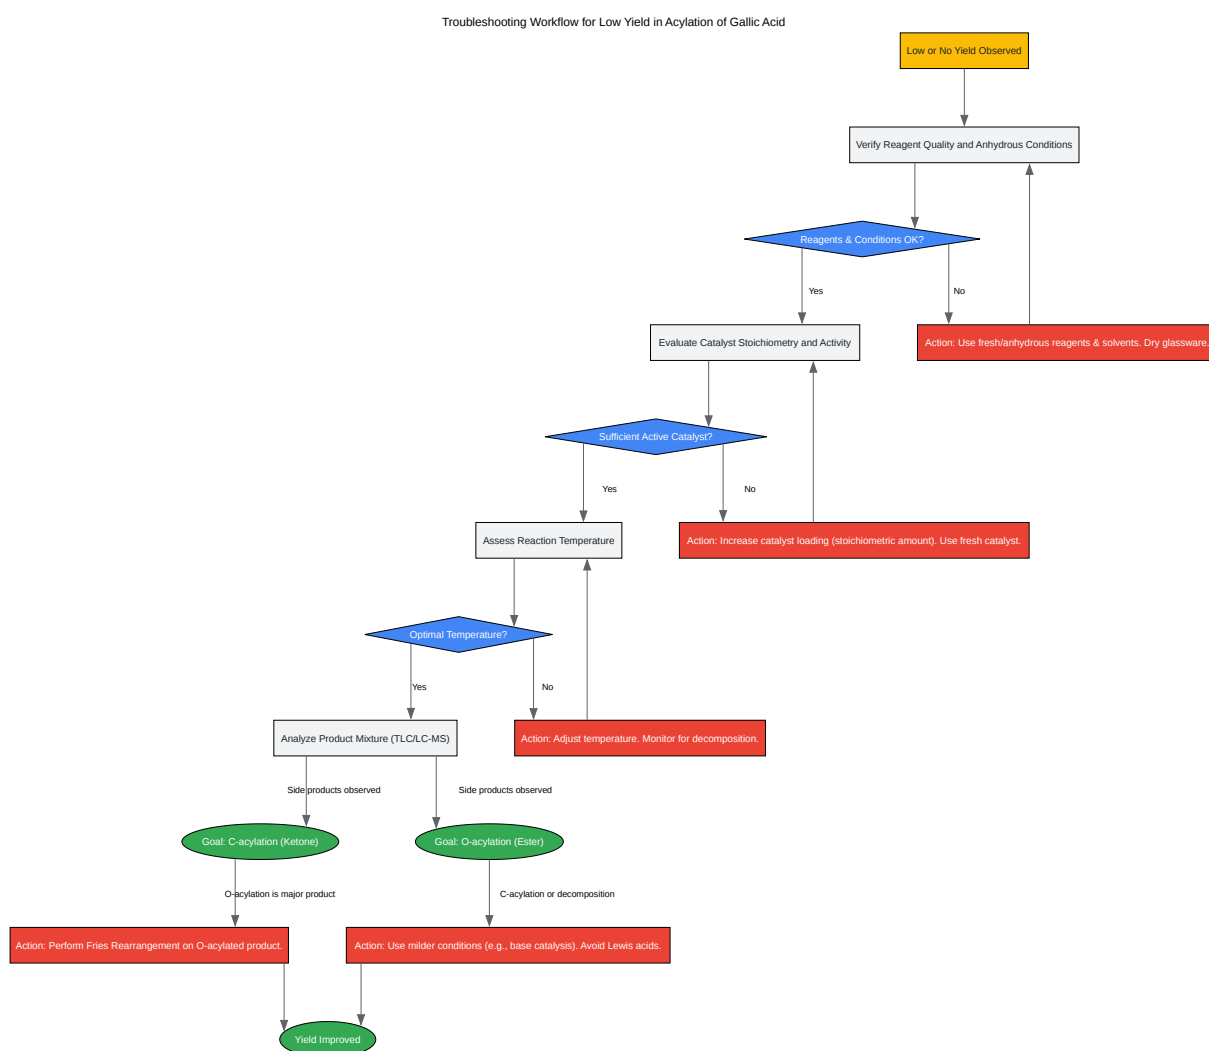 Troubleshooting Workflow for Low Yield in Acylation of Gallic Acid
Low or No Yield Observed
Verify Reagent Quality and Anhydrous Conditions
Reagents & Conditions OK?
Yes
No
Evaluate Catalyst Stoichiometry and Activity
Action: Use fresh/anhydrous reagents & solvents. Dry glassware.
Sufficient Active Catalyst?
Yes
No
Assess Reaction Temperature
Action: Increase catalyst loading (stoichiometric amount). Use fresh catalyst.
Optimal Temperature?
Yes
No
Analyze Product Mixture (TLC/LC-MS)
Action: Adjust temperature. Monitor for decomposition.
Side products observed
Side products observed
Goal: C-acylation (Ketone)
Goal: O-acylation (Ester)
O-acylation is major product
C-acylation or decomposition
Action: Perform Fries Rearrangement on O-acylated product.
Action: Use milder conditions (e.g., base catalysis). Avoid Lewis acids.
Yield Improved